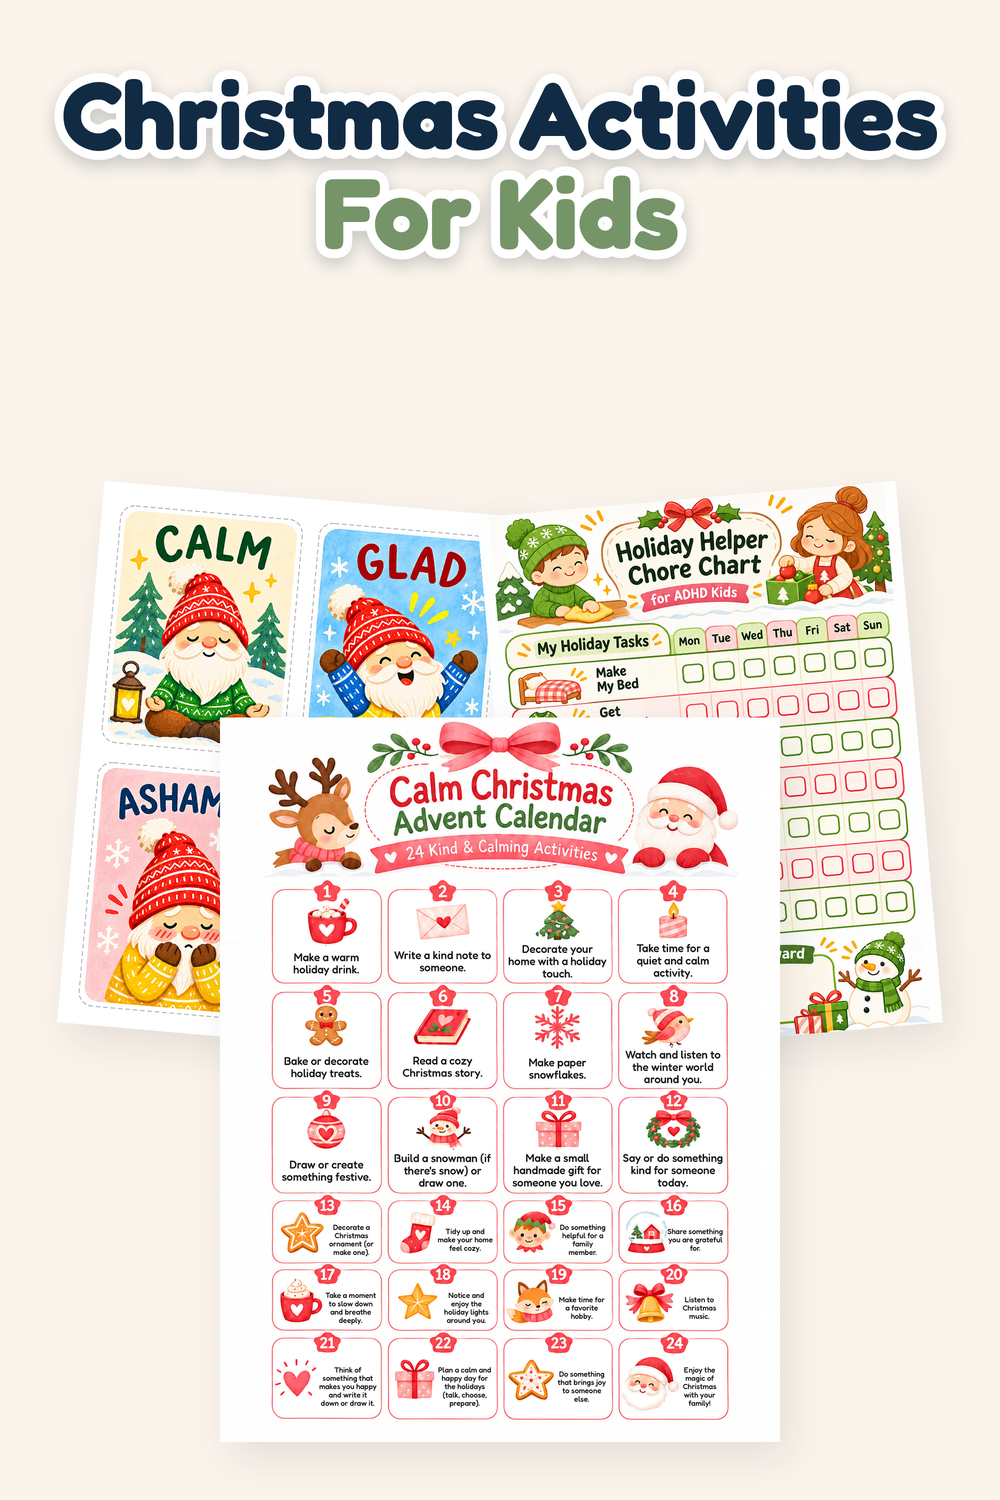 Christmas Activities
For Kids
CALM
GLAD
Holiday Helper
Chore Chart
for ADHD Kids
My Holiday Tasks
Mon Tue Wed Thu Fri Sat Sun
Make
My Bed
Get
Calm Christmas
Advent Calendar
24 Kind & Calming Activities
1
Make a warm
holiday drink.
2
Write a kind note to
someone.
3
Decorate your
home with a holiday
touch.
4
Take time for a
quiet and calm
activity.
5
Bake or decorate
holiday treats.
6
Read a cozy
Christmas story.
7
Make paper
snowflakes.
8
Watch and listen to
the winter world
around you.
9
Draw or create
something festive.
10
Build a snowman (if
there's snow) or
draw one.
11
Make a small
handmade gift for
someone you love.
12
Say or do something
kind for someone
today.
13
Decorate a
Christmas
ornament (or
make one).
14
Tidy up and
make your home
feel cozy.
15
Do something
helpful for a
family
member.
16
Share something
you are grateful
for.
17
Take a moment
to slow down
and breathe
deeply.
18
Notice and
enjoy the
holiday lights
around you.
19
Make time for
a favorite
hobby.
20
Listen to
Christmas
music.
21
Think of
something that
makes you happy
and write it
down or draw it.
22
Plan a calm and
happy day for
the holidays
(talk, choose,
prepare).
23
Do something
that brings joy
to someone
else.
24
Enjoy the
magic of
Christmas
with your
family!
ASHAM
ward